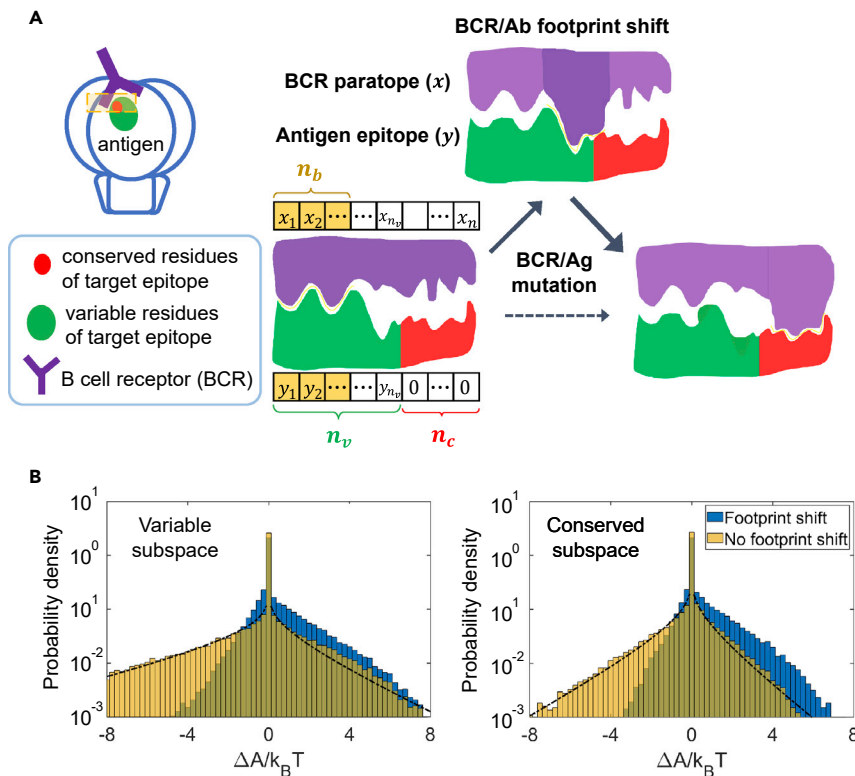 A
BCR/Ab footprint shift
BCR paratope (x)
antigen
Antigen epitope (y)
n_b
x_1 x_2 ··· ··· x_{n_v} ··· x_n
BCR/Ag
mutation
conserved residues
of target epitope
variable residues
of target epitope
B cell receptor (BCR)
y_1 y_2 ··· ··· y_{n_v} 0 ··· 0
n_v n_c
B
10^1
Variable
subspace
10^0
10^1
10^-2
10^-3
Probability density
-8 -4 0 4 8
ΔA/k_BT
10^1
Conserved
subspace
Footprint shift
No footprint shift
10^0
10^1
10^-2
10^-3
Probability density
-8 -4 0 4 8
ΔA/k_BT